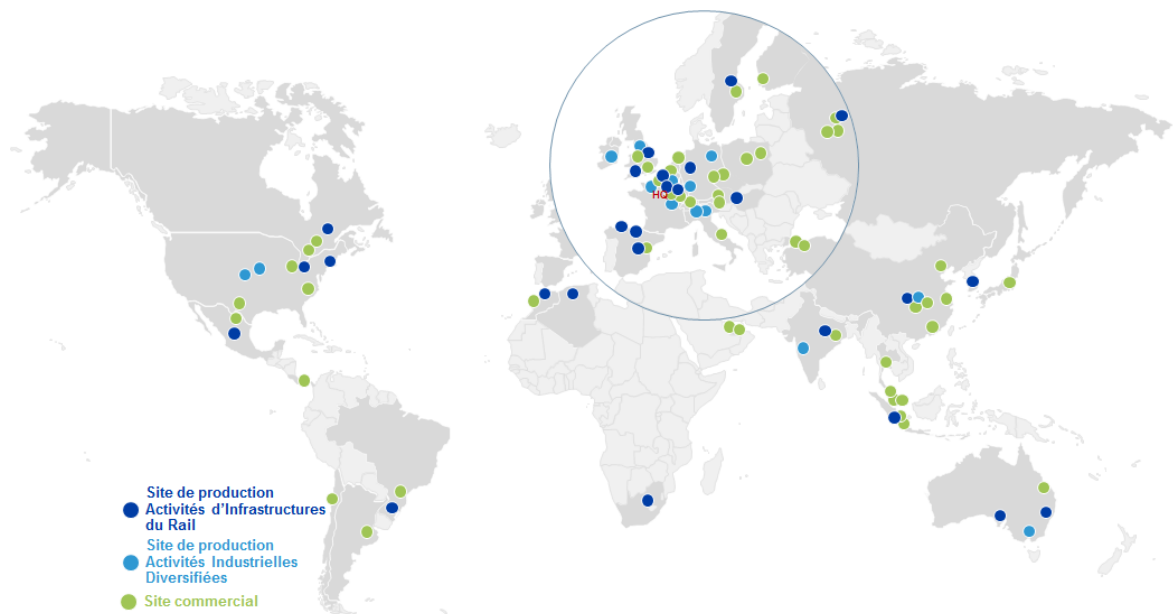 HQ
Site de production
Activités d'Infrastructures
du Rail
Site de production
Activités Industrielles
Diversifiées
Site commercial